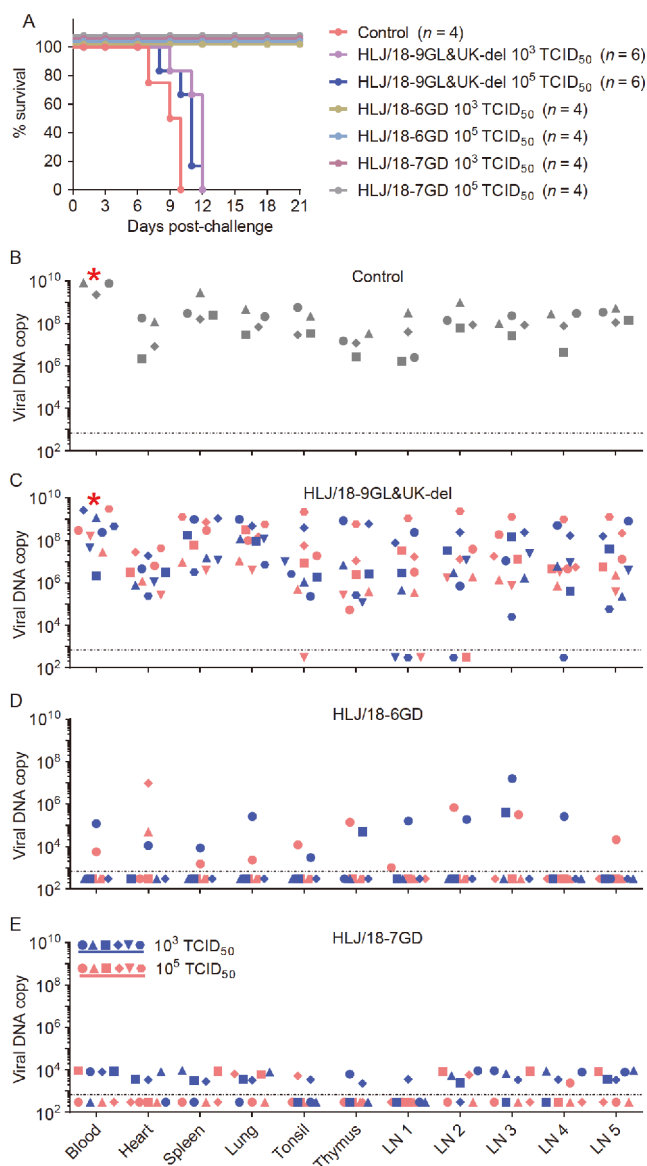 A
100
80
60
40
20
0
% survival
0 3 6 9 12 15 18 21
Days post-challenge
Control (n = 4)
HLJ/18-9GL&UK-del 10³ TCID₅₀ (n = 6)
HLJ/18-9GL&UK-del 10⁵ TCID₅₀ (n = 6)
HLJ/18-6GD 10³ TCID₅₀ (n = 4)
HLJ/18-6GD 10⁵ TCID₅₀ (n = 4)
HLJ/18-7GD 10³ TCID₅₀ (n = 4)
HLJ/18-7GD 10⁵ TCID₅₀ (n = 4)
B
Control
*
10¹⁰
10⁸
10⁶
10⁴
10²
Viral DNA copy
C
HLJ/18-9GL&UK-del
*
10¹⁰
10⁸
10⁶
10⁴
10²
Viral DNA copy
D
HLJ/18-6GD
10¹⁰
10⁸
10⁶
10⁴
10²
Viral DNA copy
E
HLJ/18-7GD
10³ TCID₅₀
10⁵ TCID₅₀
10¹⁰
10⁸
10⁶
10⁴
10²
Viral DNA copy
Blood Heart Spleen Lung Tonsil Thymus LN 1 LN 2 LN 3 LN 4 LN 5